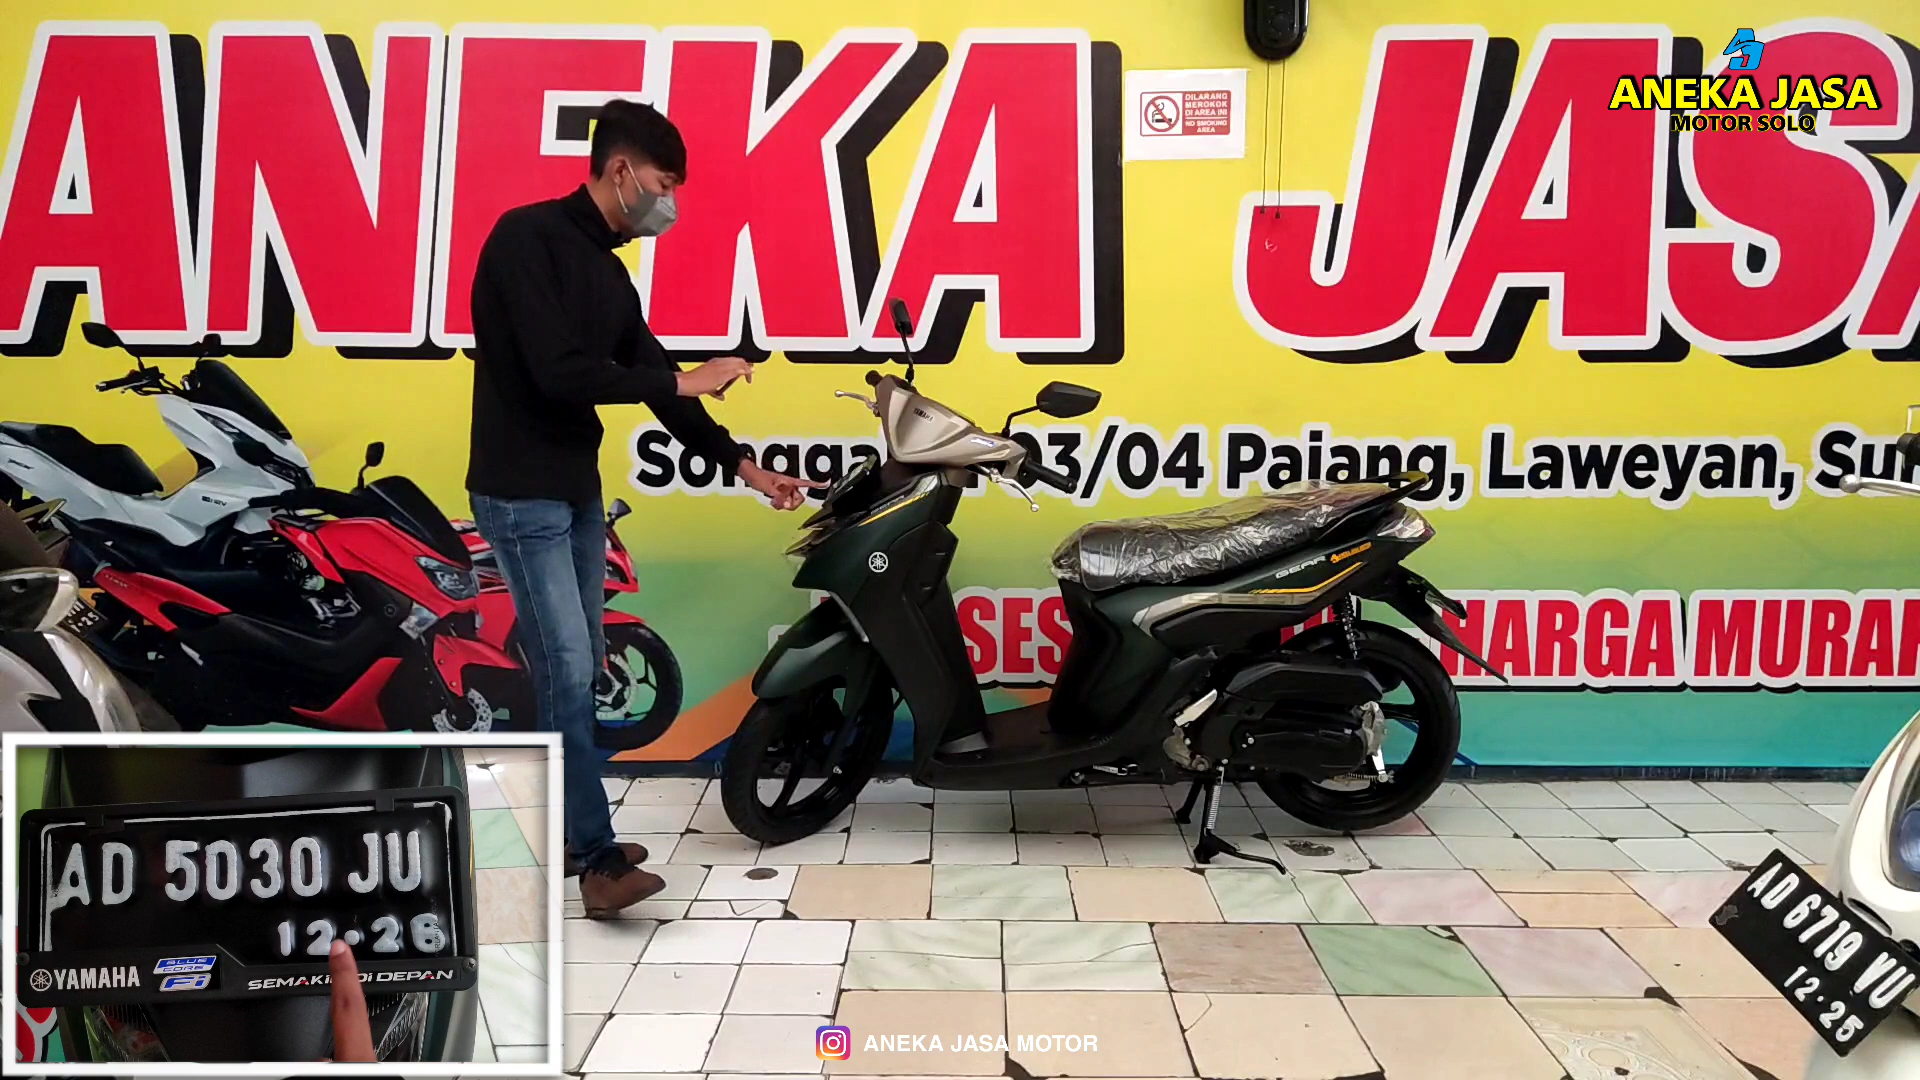 ANEKA JASA
DILARANG
MEROKOK
DI AREA INI
NO SMOKING
AREA
ANEKA JASA
MOTOR SOLO
03/04 Pajang, Laweyan,
YAMAHA
GEAR
HARGA
AD 5030 JU
12·26
YAMAHA
BLUE
CORE
Fi
DEPAN
AD 6719 VU
12·25
ANEKA JASA MOTOR